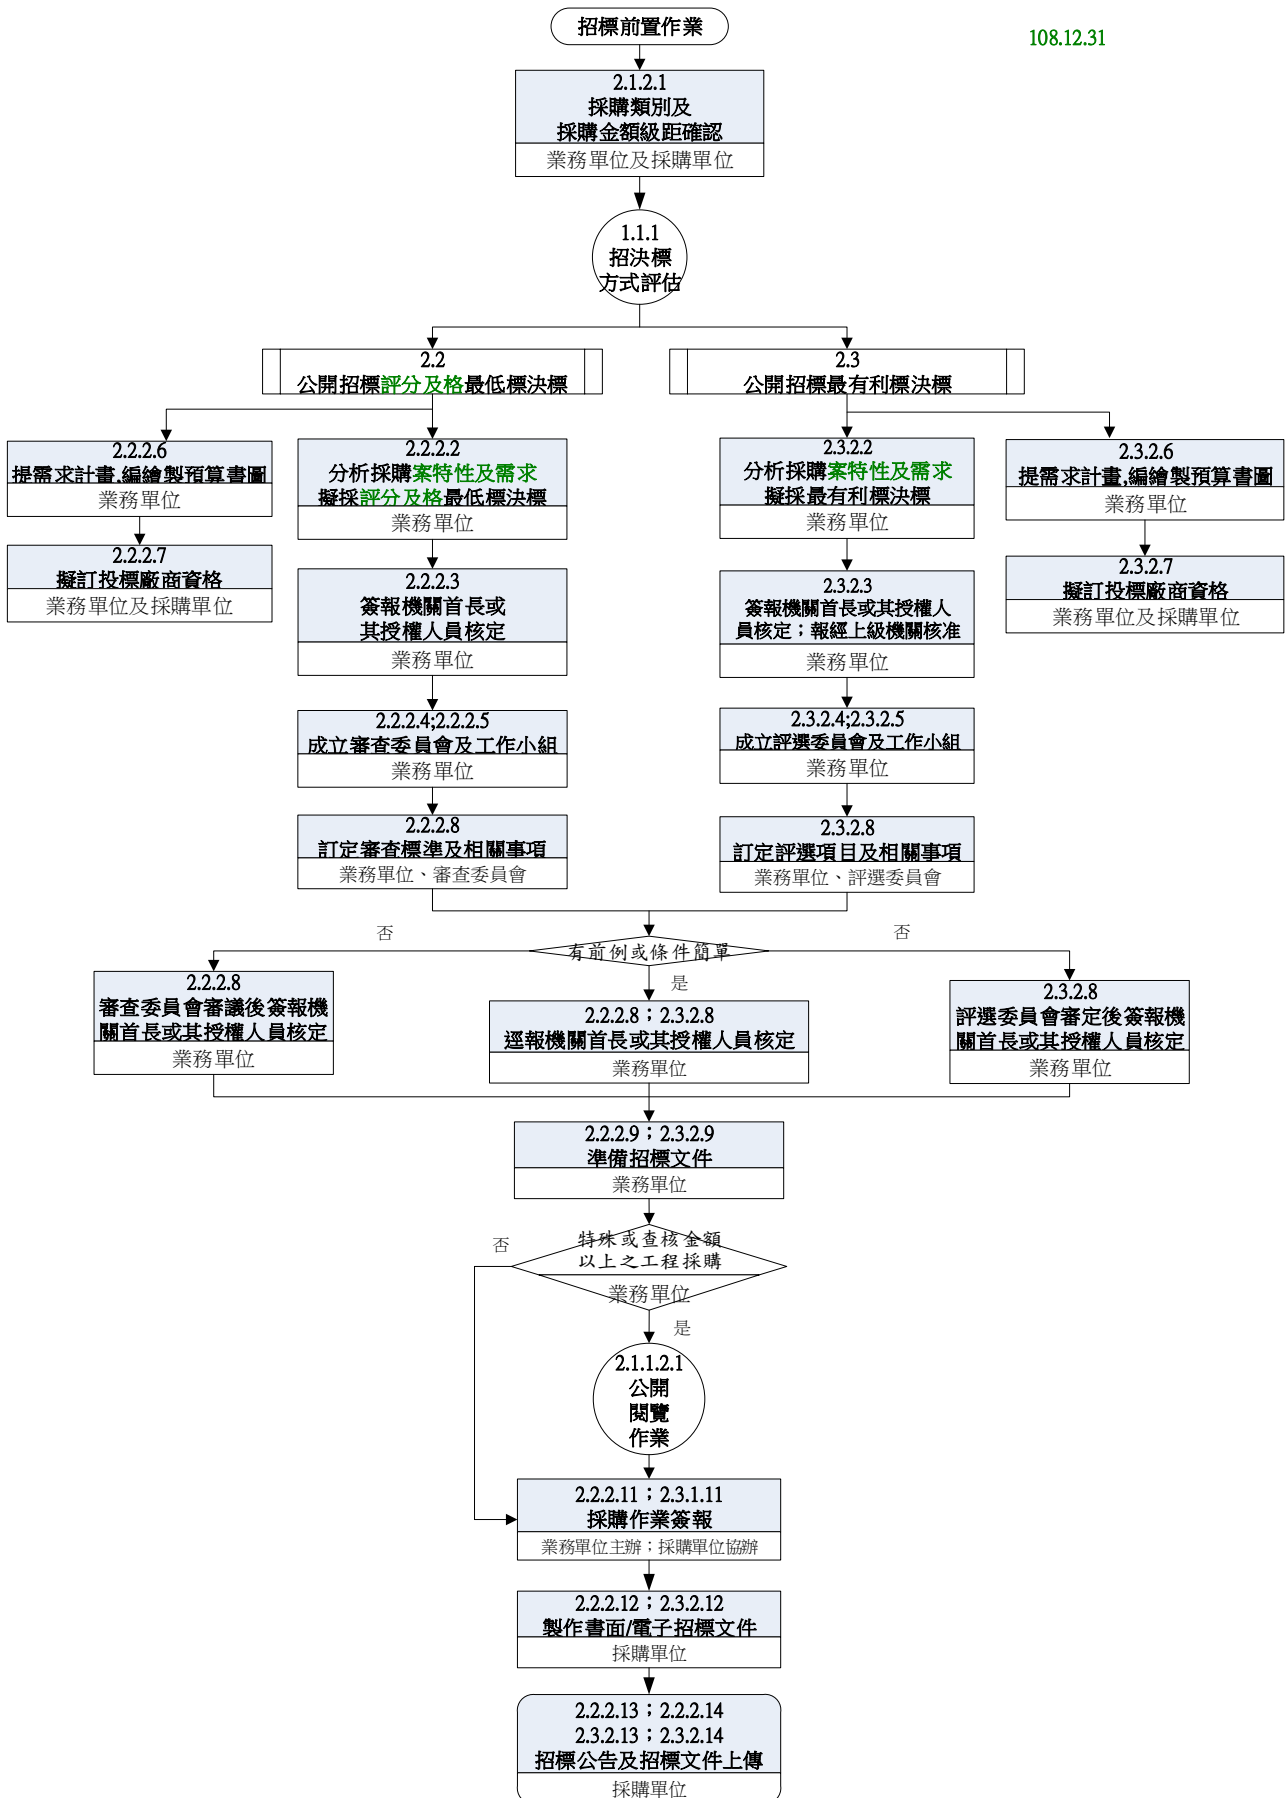 招標前置作業
108.12.31
2.1.2.1
採購類別及
採購金額級距確認
業務單位及採購單位
1.1.1
招決標
方式評估
2.2
公開招標評分及格最低標決標
2.3
公開招標最有利標決標
2.2.2.6
提需求計畫,編繪製預算書圖
業務單位
2.2.2.7
擬訂投標廠商資格
業務單位及採購單位
2.2.2.2
分析採購案特性及需求
擬採評分及格最低標決標
業務單位
2.2.2.3
簽報機關首長或
其授權人員核定
業務單位
2.2.2.4;2.2.2.5
成立審查委員會及工作小組
業務單位
2.2.2.8
訂定審查標準及相關事項
業務單位、審查委員會
2.3.2.2
分析採購案特性及需求
擬採最有利標決標
業務單位
2.3.2.3
簽報機關首長或其授權人
員核定；報經上級機關核准
業務單位
2.3.2.4;2.3.2.5
成立評選委員會及工作小組
業務單位
2.3.2.8
訂定評選項目及相關事項
業務單位、評選委員會
2.3.2.6
提需求計畫,編繪製預算書圖
業務單位
2.3.2.7
擬訂投標廠商資格
業務單位及採購單位
否
有前例或條件簡單
否
是
2.2.2.8
審查委員會審議後簽報機
關首長或其授權人員核定
業務單位
2.2.2.8；2.3.2.8
逕報機關首長或其授權人員核定
業務單位
2.3.2.8
評選委員會審定後簽報機
關首長或其授權人員核定
業務單位
2.2.2.9；2.3.2.9
準備招標文件
業務單位
否
特殊或查核金額
以上之工程採購
業務單位
是
2.1.1.2.1
公開
閱覽
作業
2.2.2.11；2.3.1.11
採購作業簽報
業務單位主辦；採購單位協辦
2.2.2.12；2.3.2.12
製作書面/電子招標文件
採購單位
2.2.2.13；2.2.2.14
2.3.2.13；2.3.2.14
招標公告及招標文件上傳
採購單位